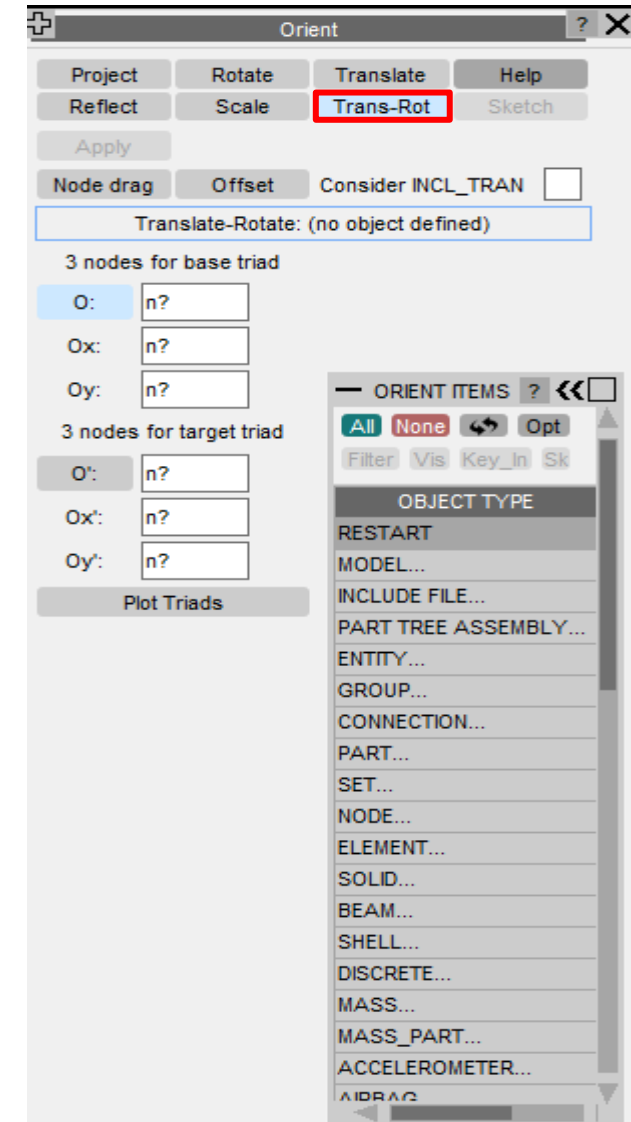 Orient ?
Project Rotate Translate Help
Reflect Scale Trans-Rot Sketch
Apply
Node drag Offset Consider INCL_TRAN
Translate-Rotate: (no object defined)
3 nodes for base triad
O: n?
Ox: n?
Oy: n?
3 nodes for target triad
O': n?
Ox': n?
Oy': n?
Plot Triads
ORIENT ITEMS ?
All None Opt
Filter Vis Key_In Sk
OBJECT TYPE
RESTART
MODEL...
INCLUDE FILE...
PART TREE ASSEMBLY...
ENTITY...
GROUP...
CONNECTION...
PART...
SET...
NODE...
ELEMENT...
SOLID...
BEAM...
SHELL...
DISCRETE...
MASS...
MASS_PART...
ACCELEROMETER...
AIRBAG